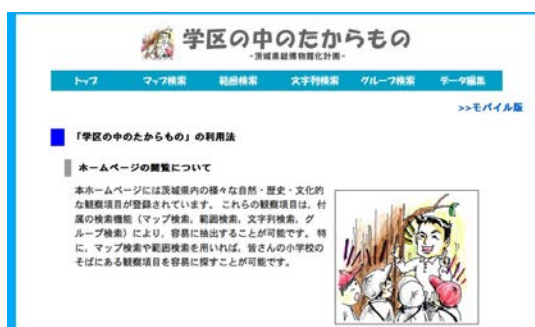 学区の中のたからもの
-茨城県総博物館化計画-
トップ マップ検索 範囲検索 文字列検索 グループ検索 データ編集
>>モバイル版
「学区の中のたからもの」の利用法
ホームページの閲覧について
本ホームページには茨城県内の様々な自然・歴史・文化的
な観察項目が登録されています。 これらの観察項目は、付
属の検索機能（マップ検索，範囲検索，文字列検索，グ
ループ検索）により，容易に抽出することが可能です。 特
に，マップ検索や範囲検索を用いれば，皆さんの小学校の
そばにある観察項目を容易に探すことが可能です。